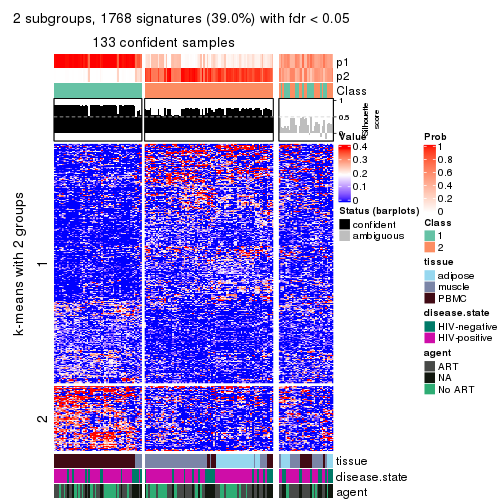 2 subgroups, 1768 signatures (39.0%) with fdr < 0.05
133 confident samples
p1
p2
Class
1
0.5
0
Silhouette
score
k-means with 2 groups
1
2
tissue
disease.state
agent
Value
0.4
0.3
0.2
0.1
0
Status (barplots)
confident
ambiguous
Prob
1
0.8
0.6
0.4
0.2
0
Class
1
2
tissue
adipose
muscle
PBMC
disease.state
HIV-negative
HIV-positive
agent
ART
NA
No ART